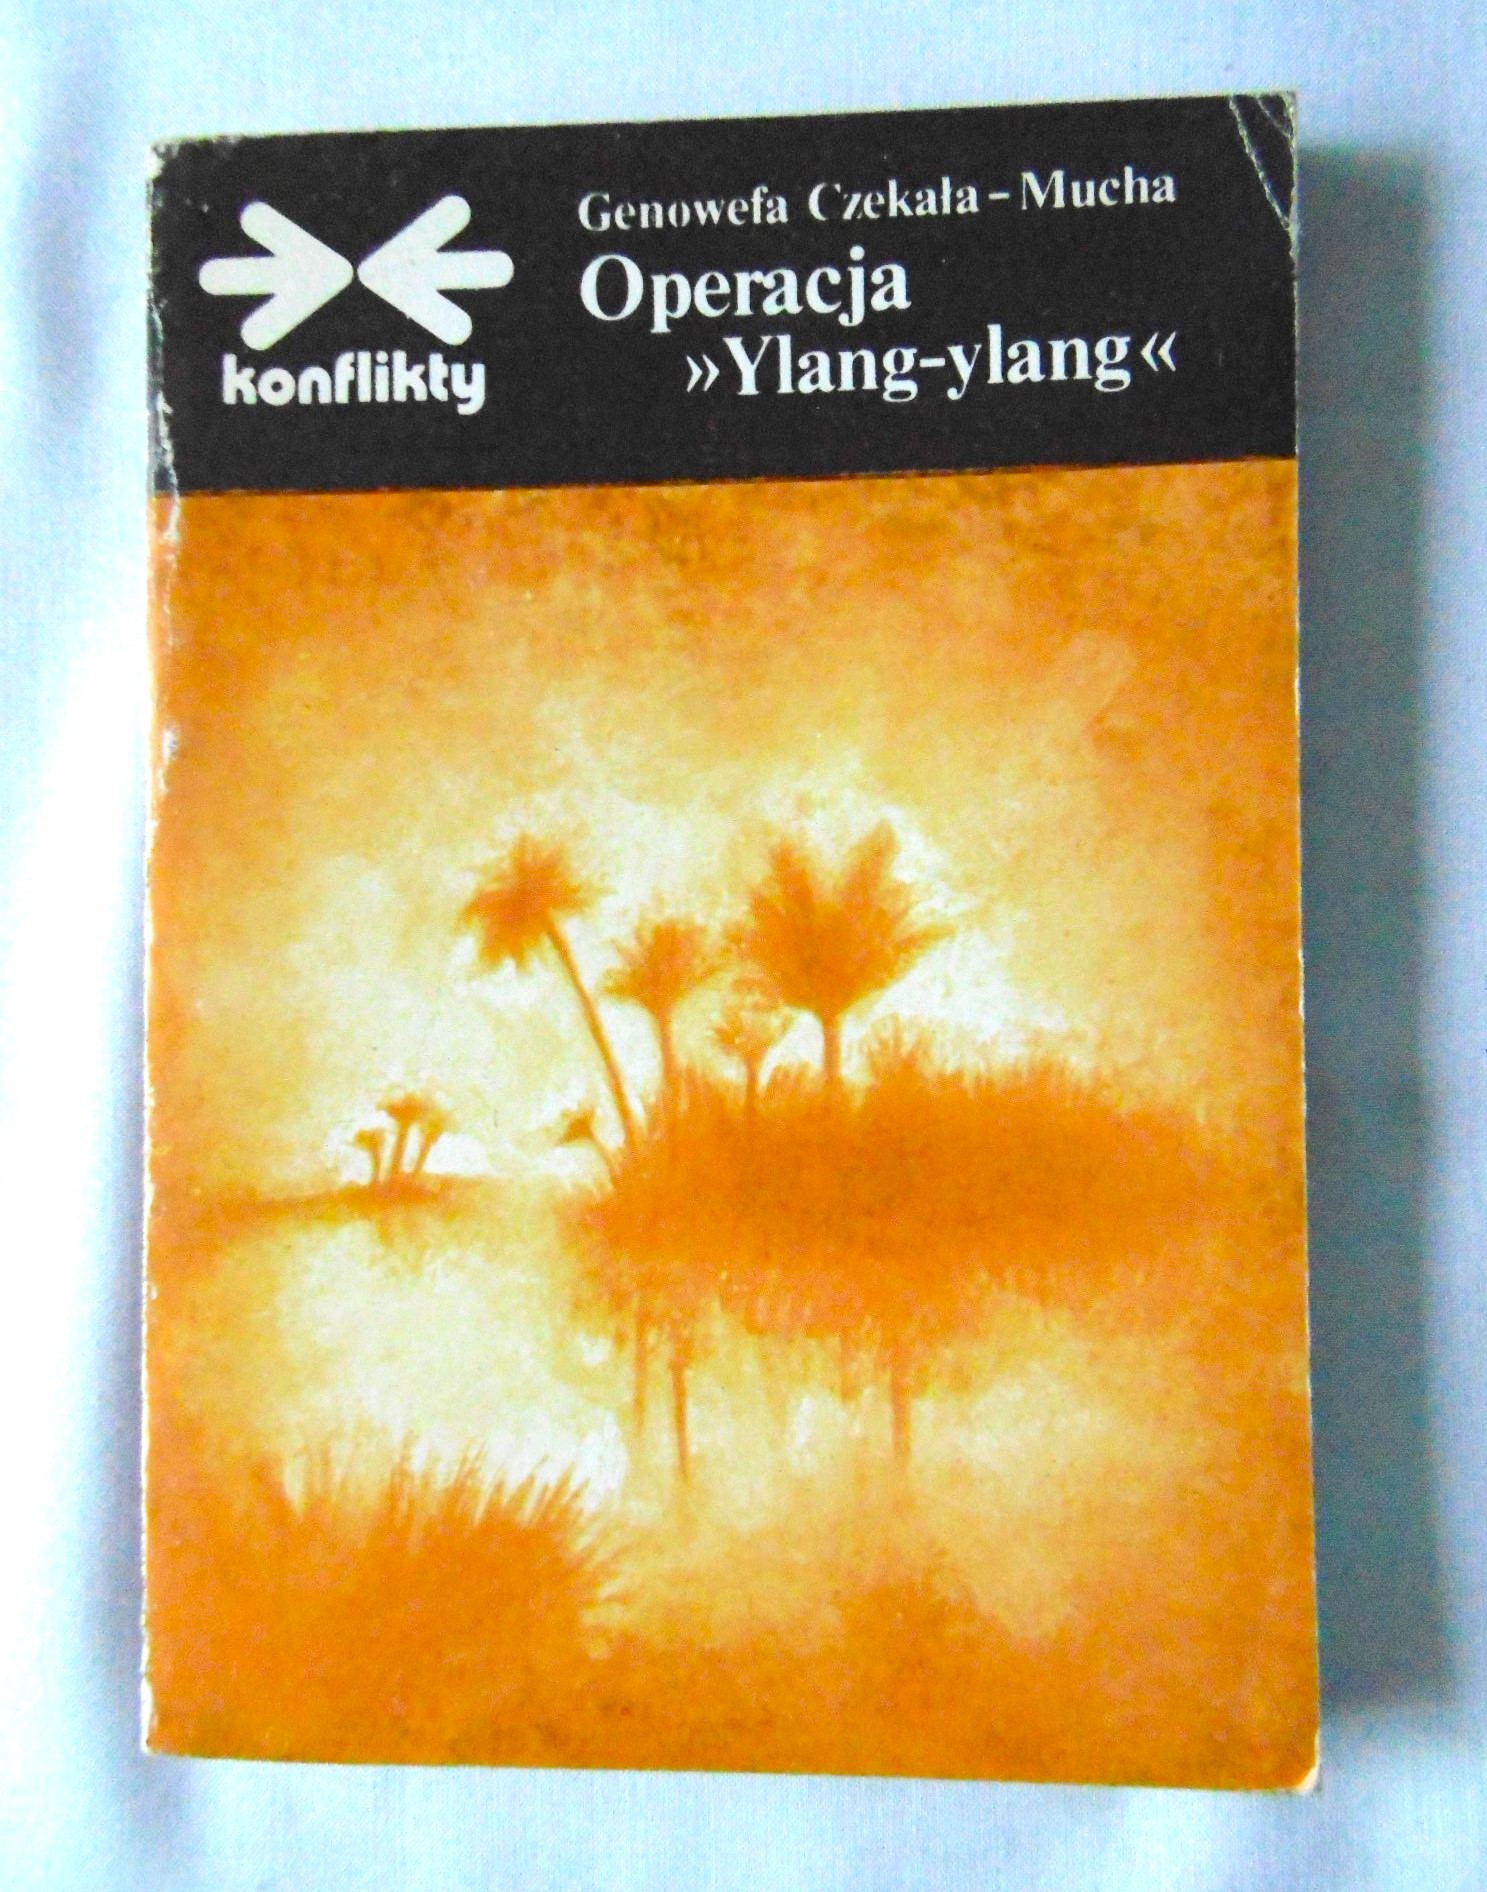 Genowefa Czekała-Mucha
Operacja
»Ylang-ylang«
konflikty